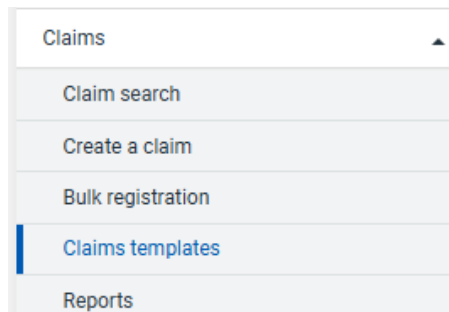 Claims
Claim search
Create a claim
Bulk registration
Claims templates
Reports